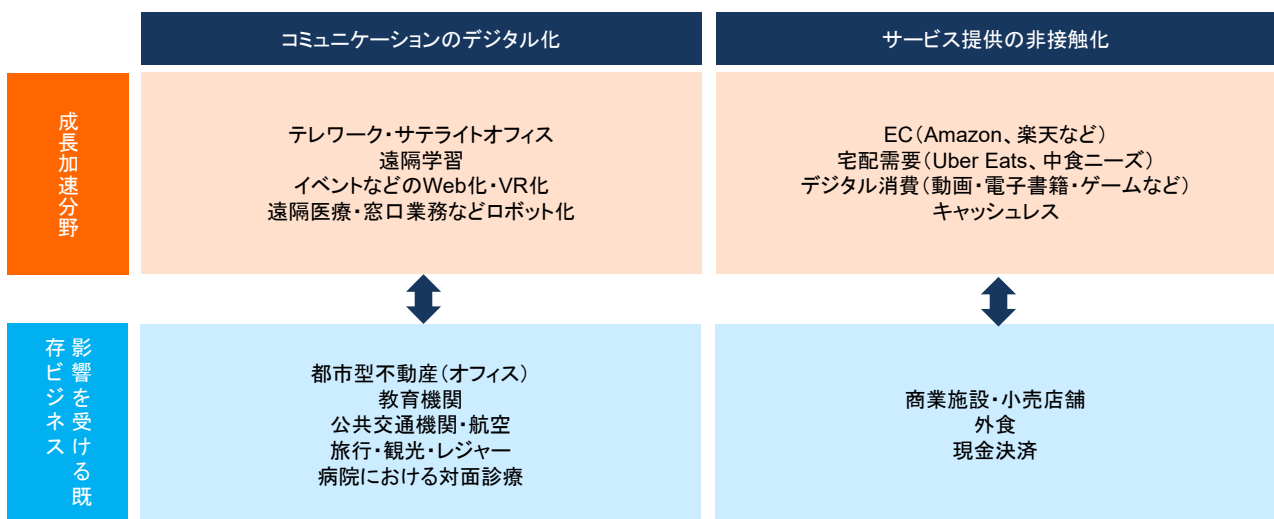 コミュニケーションのデジタル化
サービス提供の非接触化
成長加速分野
テレワーク・サテライトオフィス
遠隔学習
イベントなどのWeb化・VR化
遠隔医療・窓口業務などロボット化
EC（Amazon、楽天など）
宅配需要（Uber Eats、中食ニーズ）
デジタル消費（動画・電子書籍・ゲームなど）
キャッシュレス
影響を受ける既
存ビジネス
都市型不動産（オフィス）
教育機関
公共交通機関・航空
旅行・観光・レジャー
病院における対面診療
商業施設・小売店舗
外食
現金決済